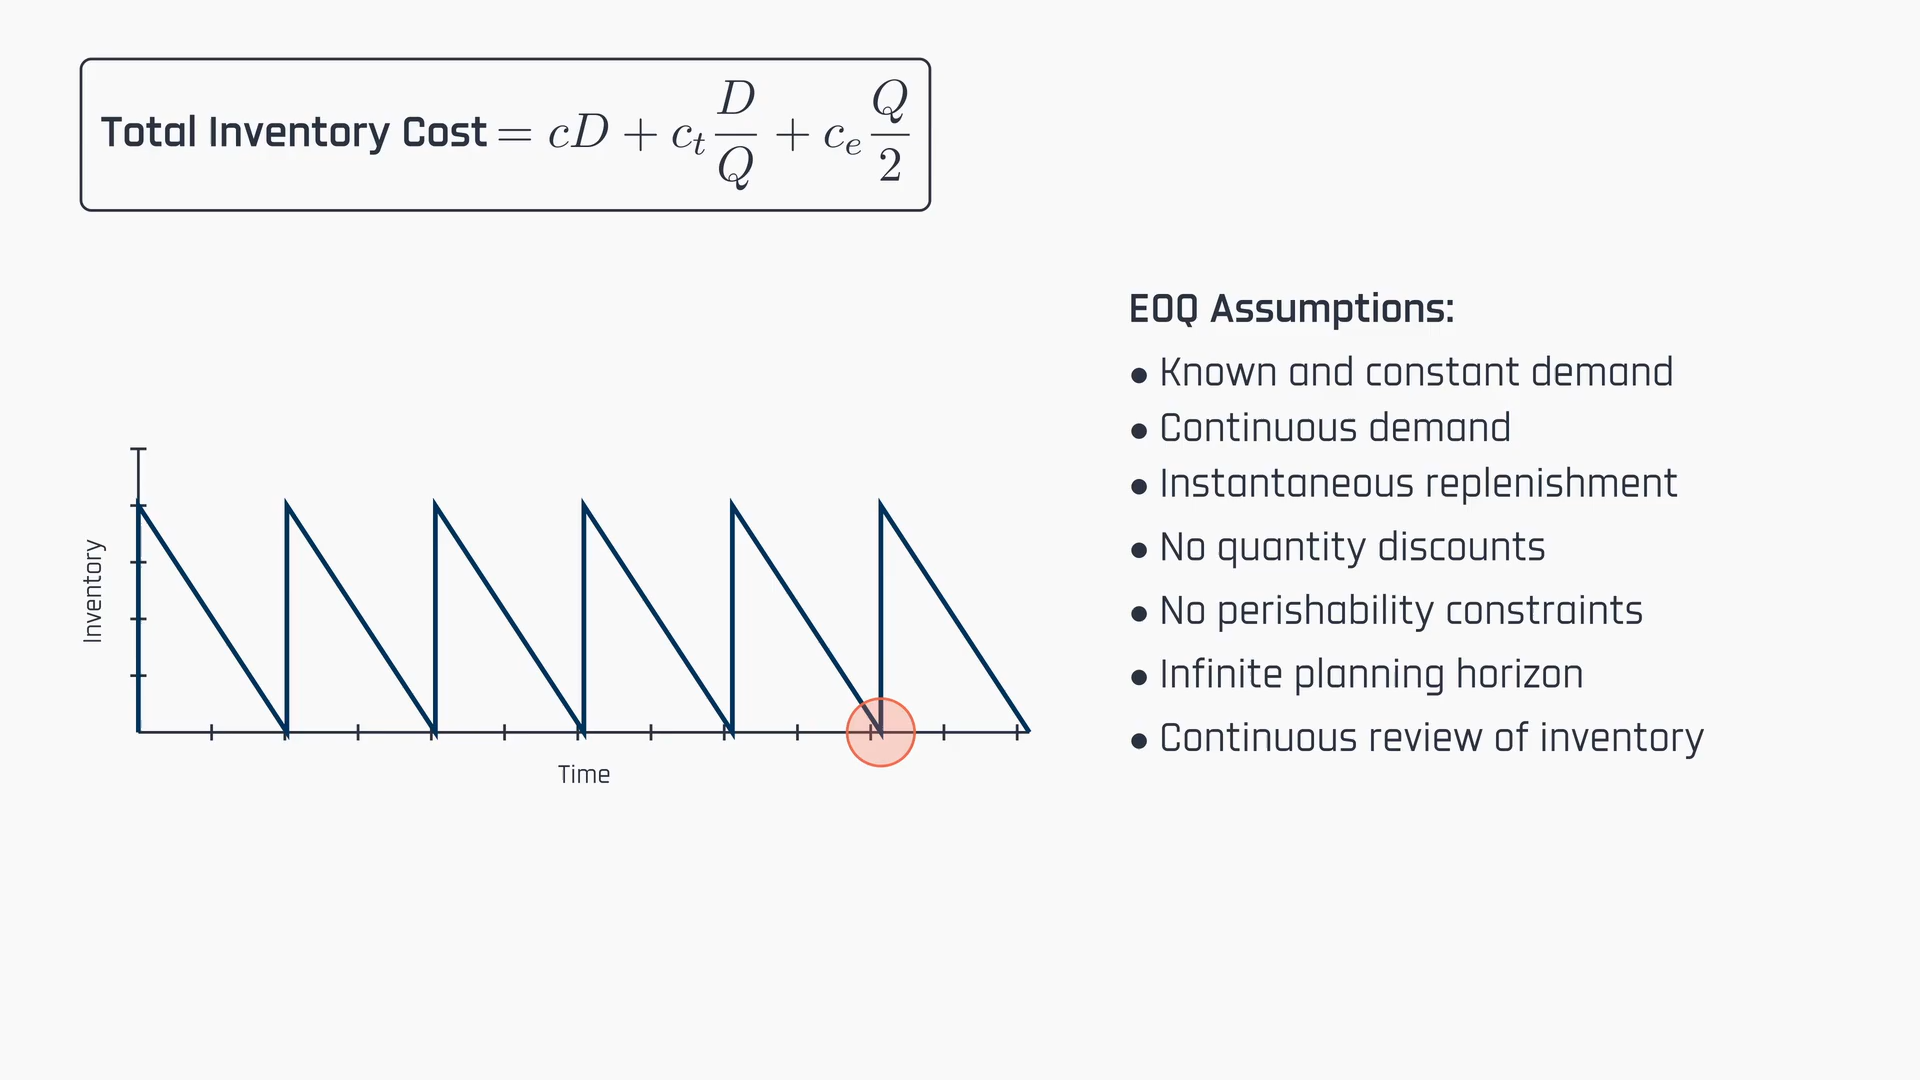 Total Inventory Cost = cD + c_t D/Q + c_e Q/2
EOQ Assumptions:
● Known and constant demand
● Continuous demand
● Instantaneous replenishment
● No quantity discounts
● No perishability constraints
● Infinite planning horizon
● Continuous review of inventory
Inventory
Time